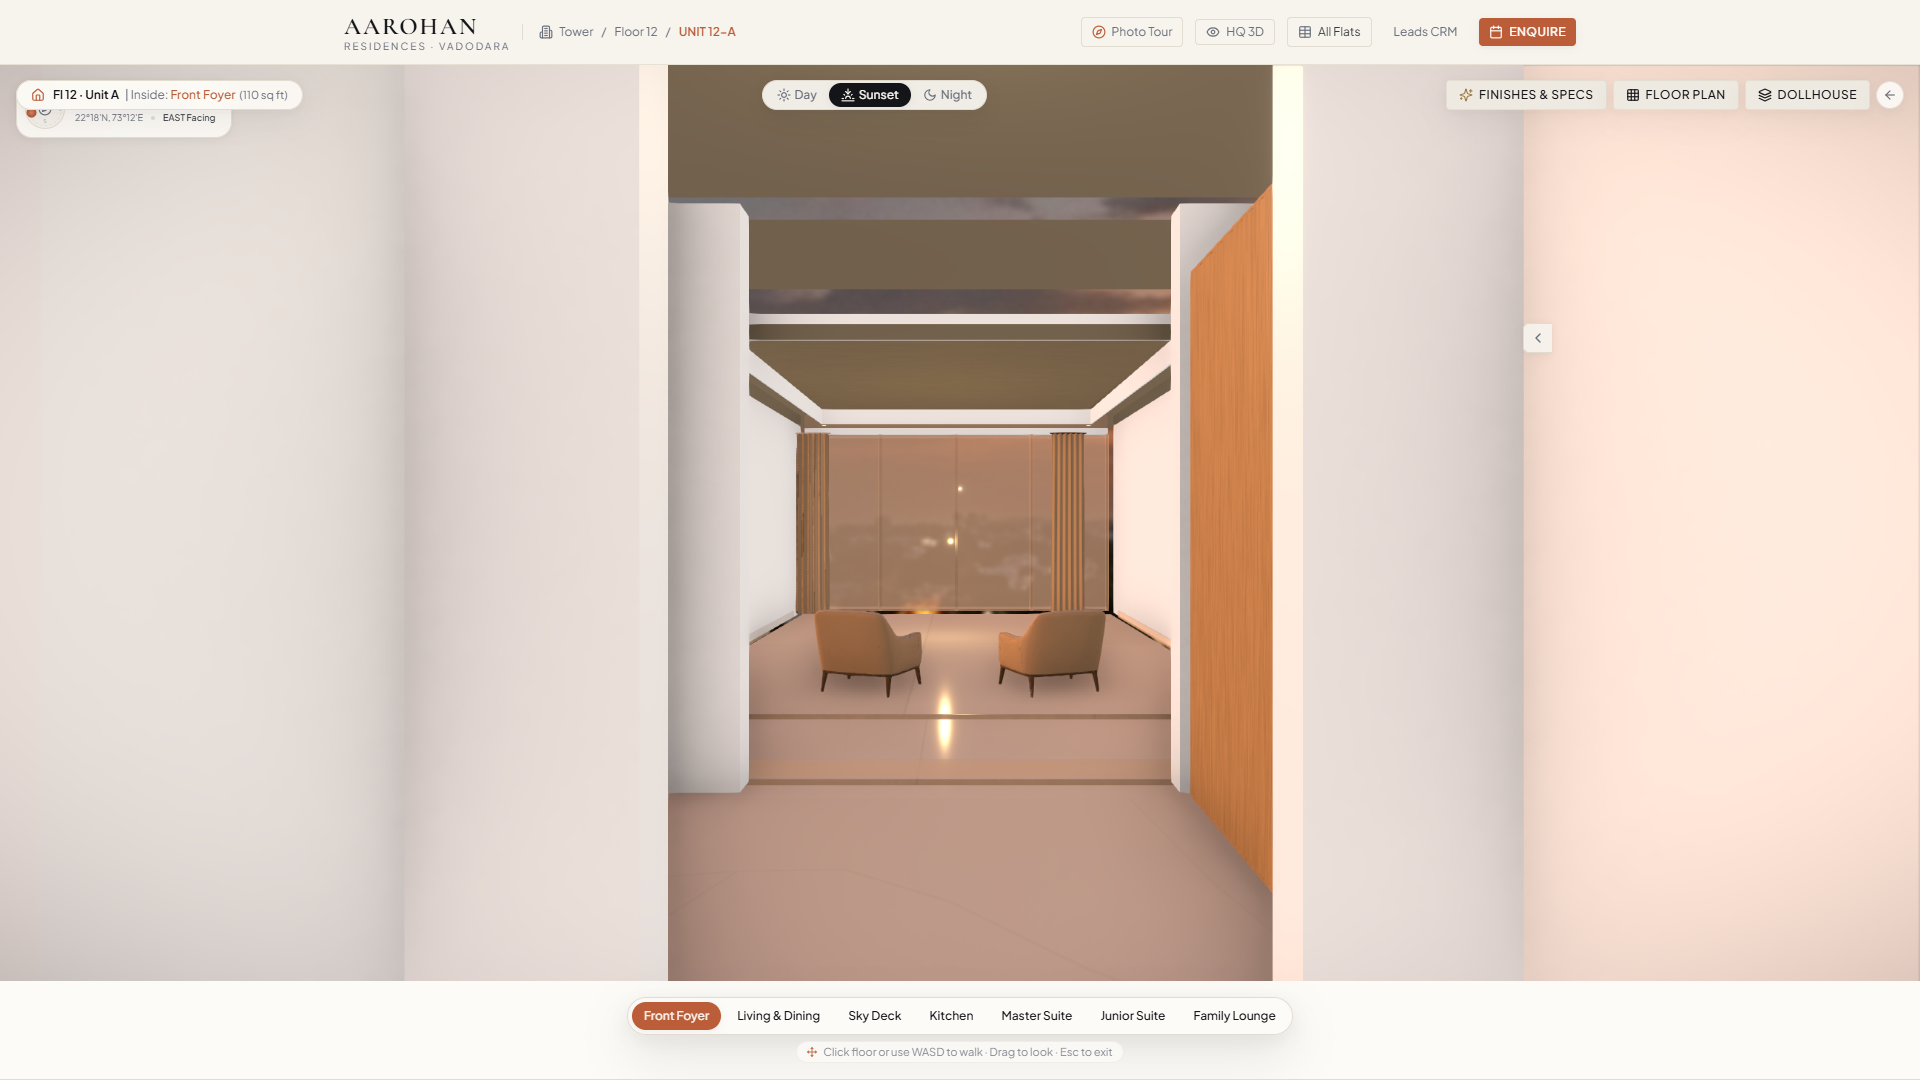 AAROHAN
RESIDENCES · VADODARA
Tower / Floor 12 / UNIT 12-A
Photo Tour
HQ 3D
All Flats
Leads CRM
ENQUIRE
Fl 12 · Unit A | Inside: Front Foyer (110 sq ft)
22°18'N, 73°12'E EAST Facing
Day
Sunset
Night
FINISHES & SPECS
FLOOR PLAN
DOLLHOUSE
Front Foyer
Living & Dining
Sky Deck
Kitchen
Master Suite
Junior Suite
Family Lounge
Click floor or use WASD to walk · Drag to look · Esc to exit